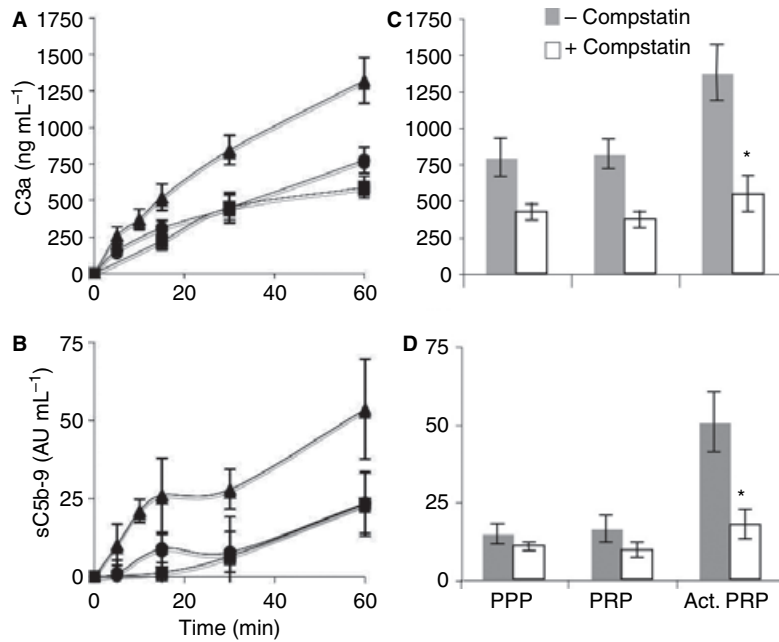 A
C3a (ng mL⁻¹)
1750
1500
1250
1000
750
500
250
0
0
20
40
60
B
sC5b-9 (AU mL⁻¹)
75
50
25
0
0
20
40
60
Time (min)
C
1750
1500
1250
1000
750
500
250
0
– Compstatin
+ Compstatin
*
D
75
50
25
0
*
PPP
PRP
Act. PRP